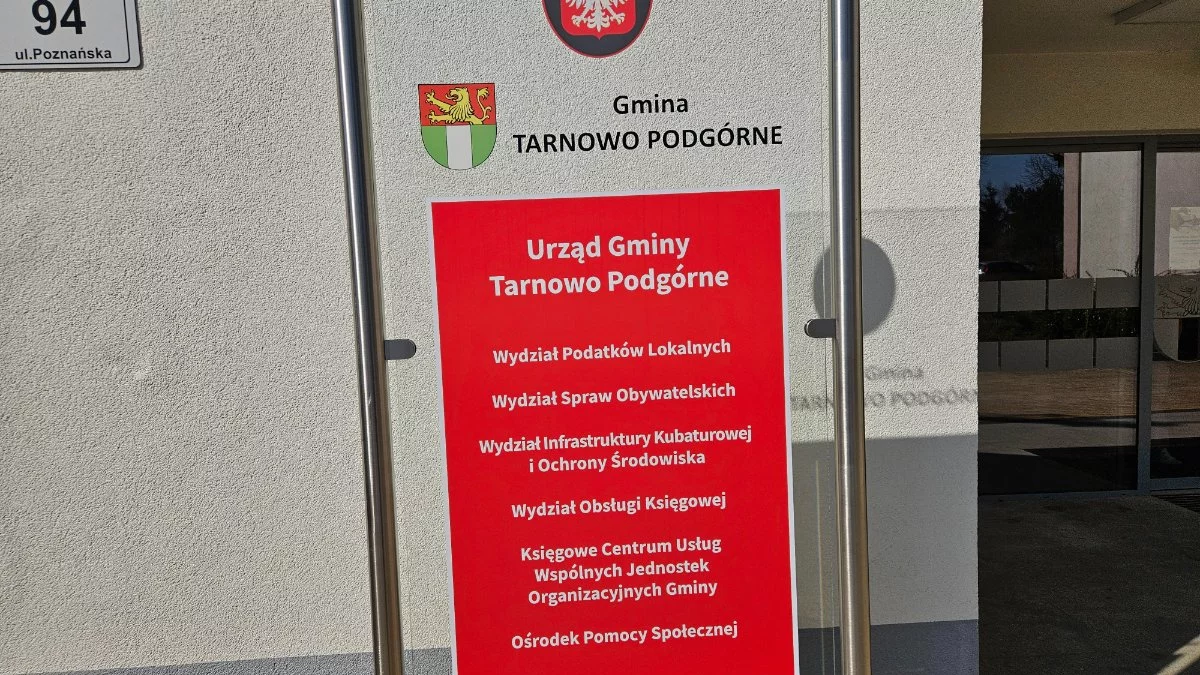 94
ul.Poznańska
Gmina
TARNOWO PODGÓRNE
Urząd Gminy
Tarnowo Podgórne
Wydział Podatków Lokalnych
Wydział Spraw Obywatelskich
Wydział Infrastruktury Kubaturowej
i Ochrony Środowiska
Wydział Obsługi Księgowej
Księgowe Centrum Usług
Wspólnych Jednostek
Organizacyjnych Gminy
Ośrodek Pomocy Społecznej